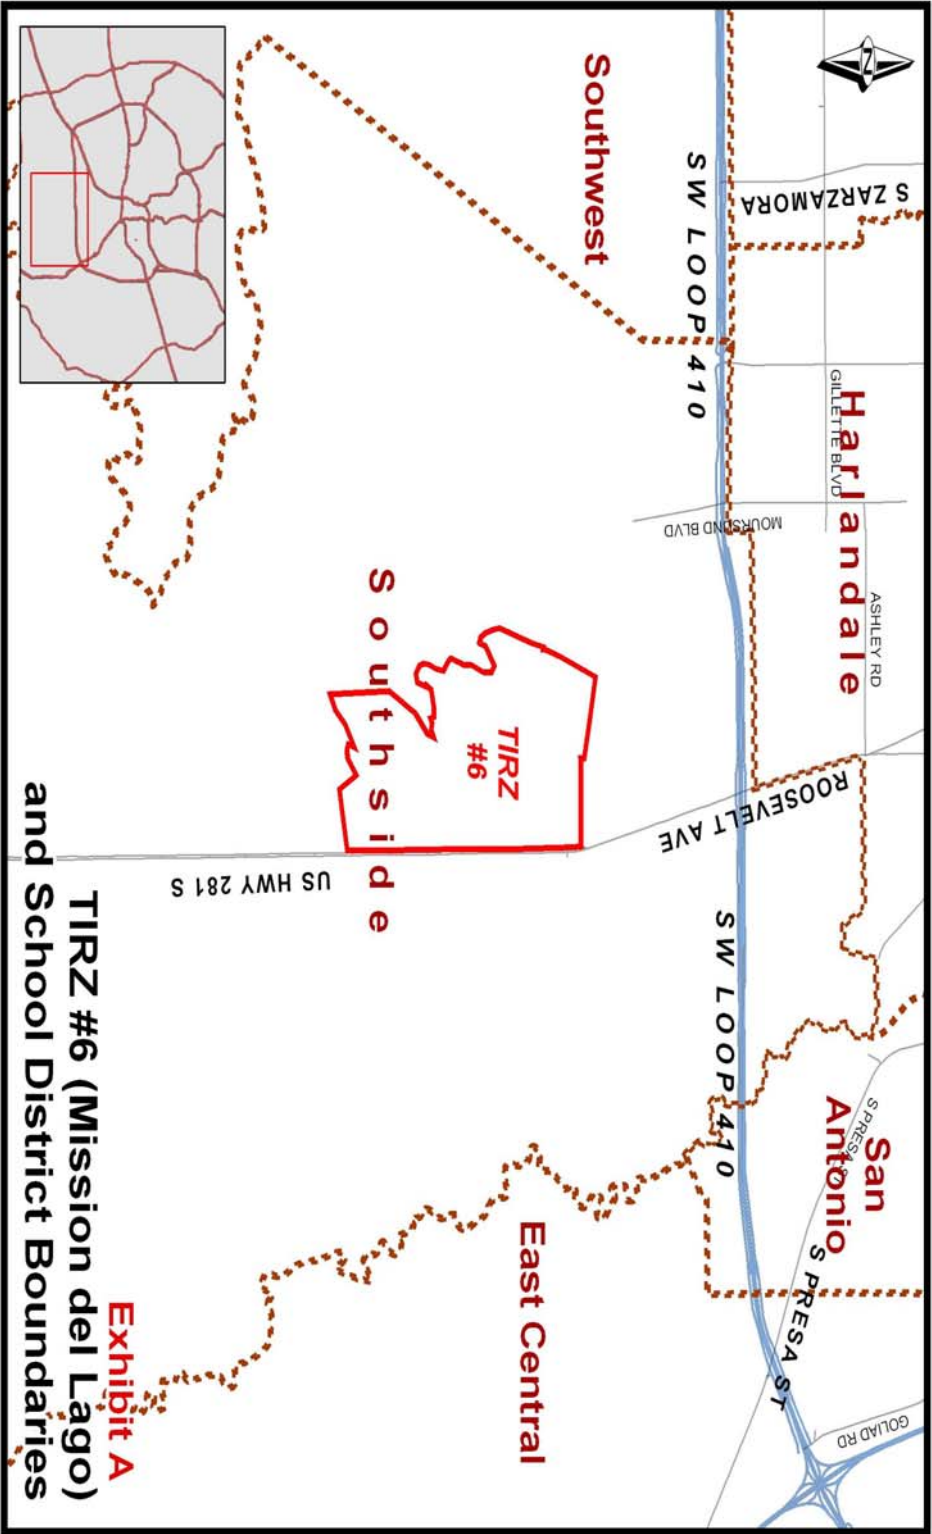 N
S ZARZAMORA
Southwest
SW LOOP 410
GILLETTE BLVD
Harlandale
MOURSUND BLVD
ASHLEY RD
Southside
TIRZ
#6
ROOSEVELT AVE
US HWY 281 S
SW LOOP 410
San
Antonio
S PRESA ST
S PRESA ST
East Central
GOLIAD RD
Exhibit A
TIRZ #6 (Mission del Lago)
and School District Boundaries